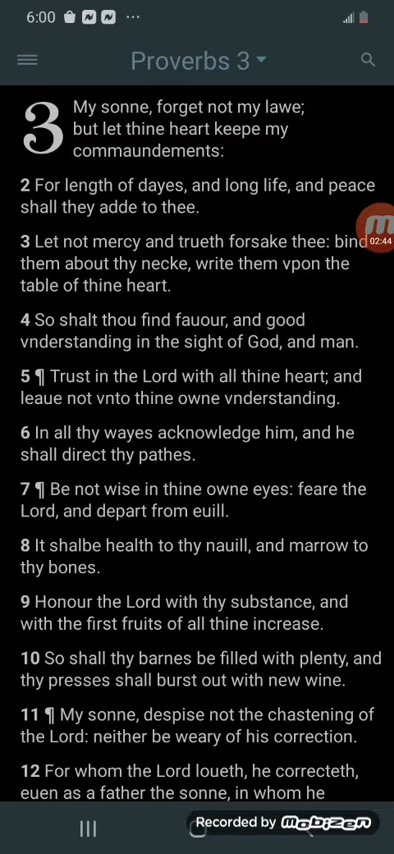 6:00
Proverbs 3
3 My sonne, forget not my lawe;
but let thine heart keepe my
commaundements:
2 For length of dayes, and long life, and peace
shall they adde to thee.
3 Let not mercy and trueth forsake thee: bind
them about thy necke, write them vpon the
table of thine heart.
02:44
4 So shalt thou find fauour, and good
vnderstanding in the sight of God, and man.
5 ¶ Trust in the Lord with all thine heart; and
leaue not vnto thine owne vnderstanding.
6 In all thy wayes acknowledge him, and he
shall direct thy pathes.
7 ¶ Be not wise in thine owne eyes: feare the
Lord, and depart from euill.
8 It shalbe health to thy nauill, and marrow to
thy bones.
9 Honour the Lord with thy substance, and
with the first fruits of all thine increase.
10 So shall thy barnes be filled with plenty, and
thy presses shall burst out with new wine.
11 ¶ My sonne, despise not the chastening of
the Lord: neither be weary of his correction.
12 For whom the Lord loueth, he correcteth,
euen as a father the sonne, in whom he
Recorded by mobizen